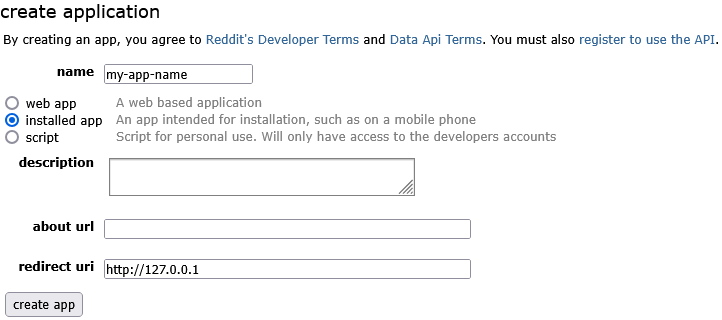 create application
By creating an app, you agree to Reddit's Developer Terms and Data Api Terms. You must also register to use the API.
name my-app-name
web app A web based application
installed app An app intended for installation, such as on a mobile phone
script Script for personal use. Will only have access to the developers accounts
description
about url
redirect uri http://127.0.0.1
create app